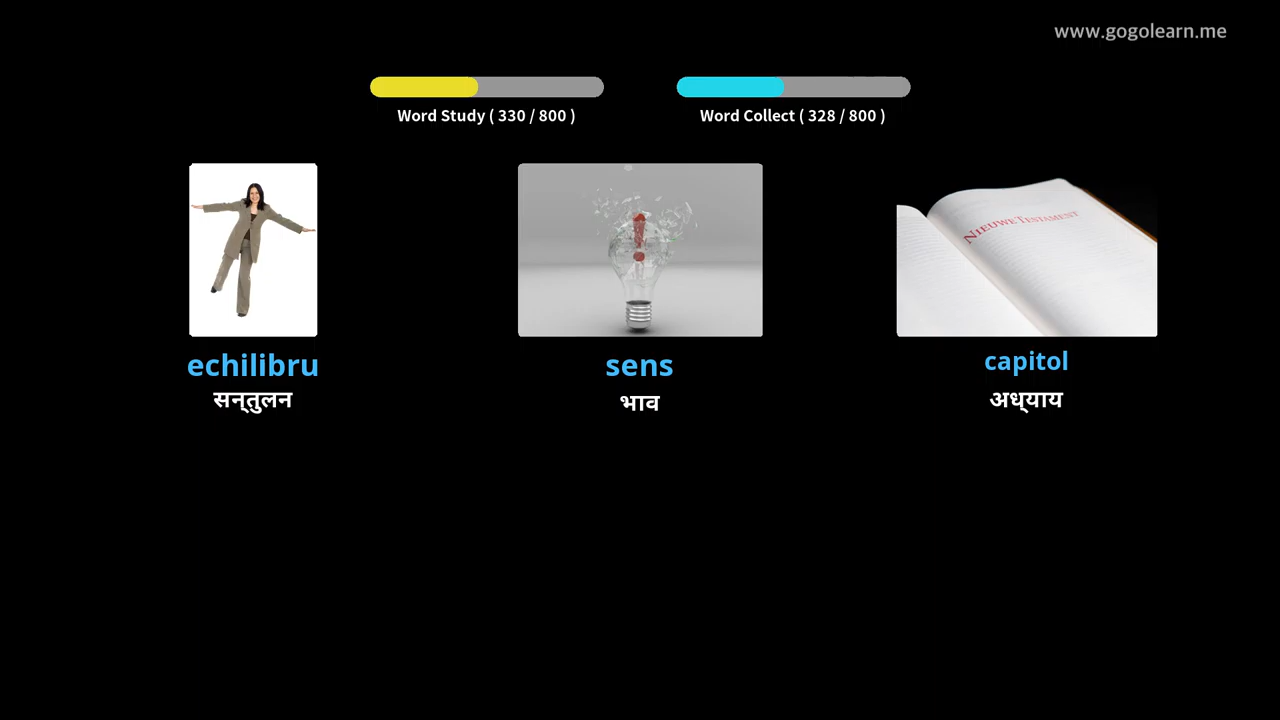 www.gogolearn.me
Word Study ( 330 / 800 )
Word Collect ( 328 / 800 )
NIEUWE TESTAMENT
echilibru
sens
capitol
सन्‌तुलन
भाव
अध्‌याय